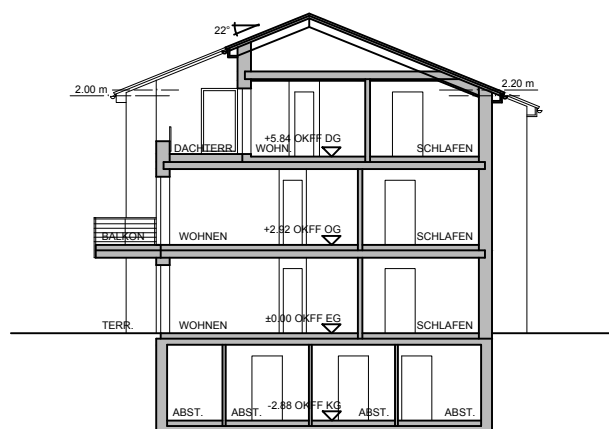 22°
2.00 m
2.20 m
+5.84 OKFF DG
DACHTERR. WOHN. SCHLAFEN
+2.92 OKFF OG
BALKON WOHNEN SCHLAFEN
±0.00 OKFF EG
TERR. WOHNEN SCHLAFEN
-2.88 OKFF KG
ABST. ABST. ABST. ABST.